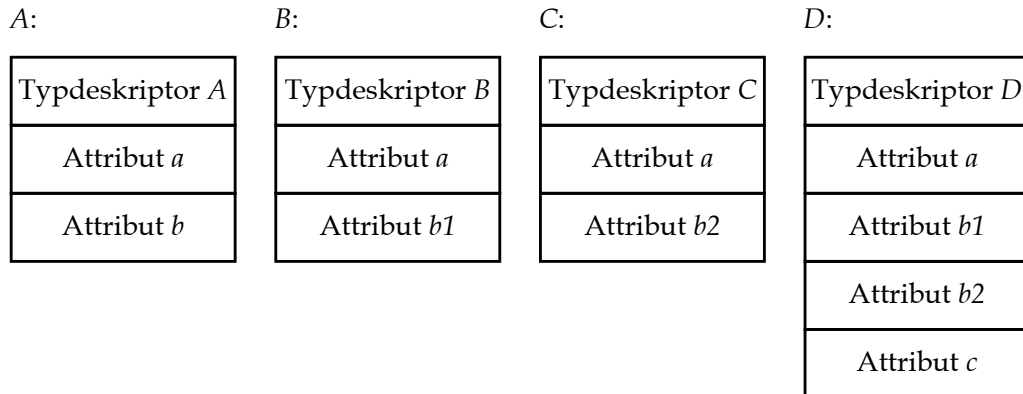 A:
B:
C:
D:
Typdeskriptor A
Typdeskriptor B
Typdeskriptor C
Typdeskriptor D
Attribut a
Attribut a
Attribut a
Attribut a
Attribut b
Attribut b1
Attribut b2
Attribut b1
Attribut b2
Attribut c